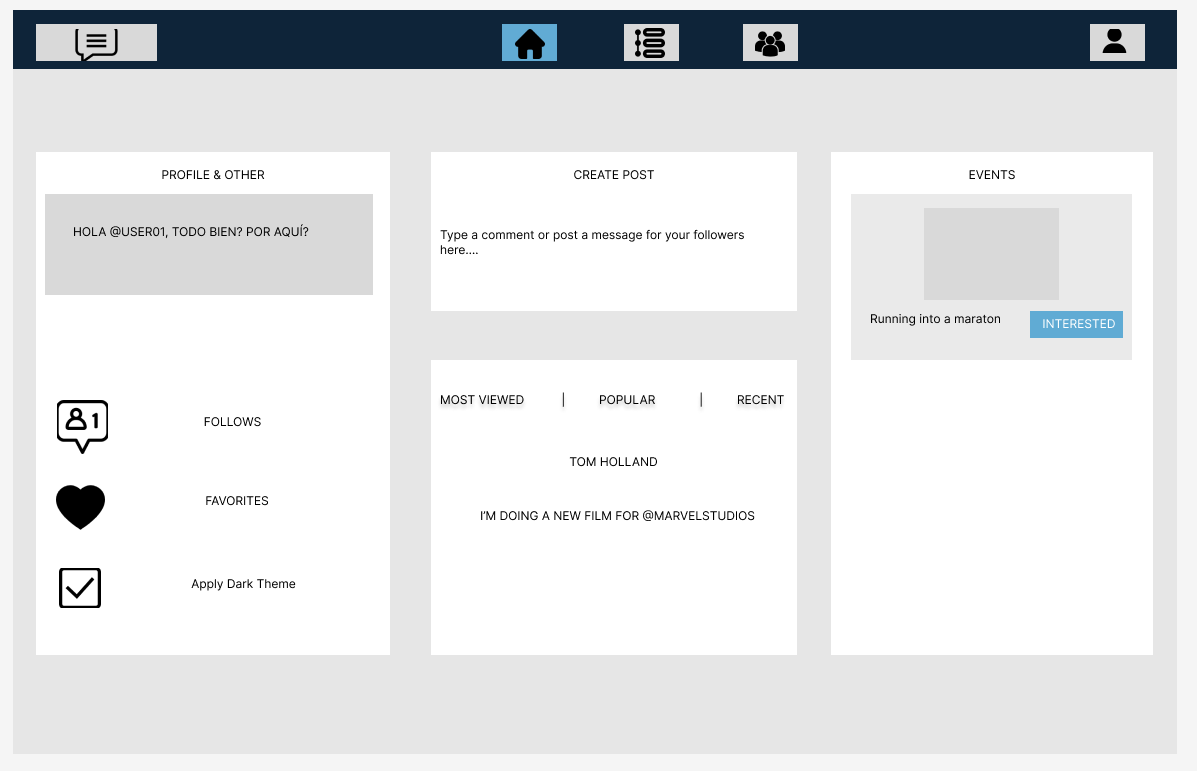 PROFILE & OTHER
HOLA @USER01, TODO BIEN? POR AQUÍ?
1
FOLLOWS
FAVORITES
Apply Dark Theme
CREATE POST
Type a comment or post a message for your followers
here....
MOST VIEWED | POPULAR | RECENT
TOM HOLLAND
I'M DOING A NEW FILM FOR @MARVELSTUDIOS
EVENTS
Running into a maraton
INTERESTED